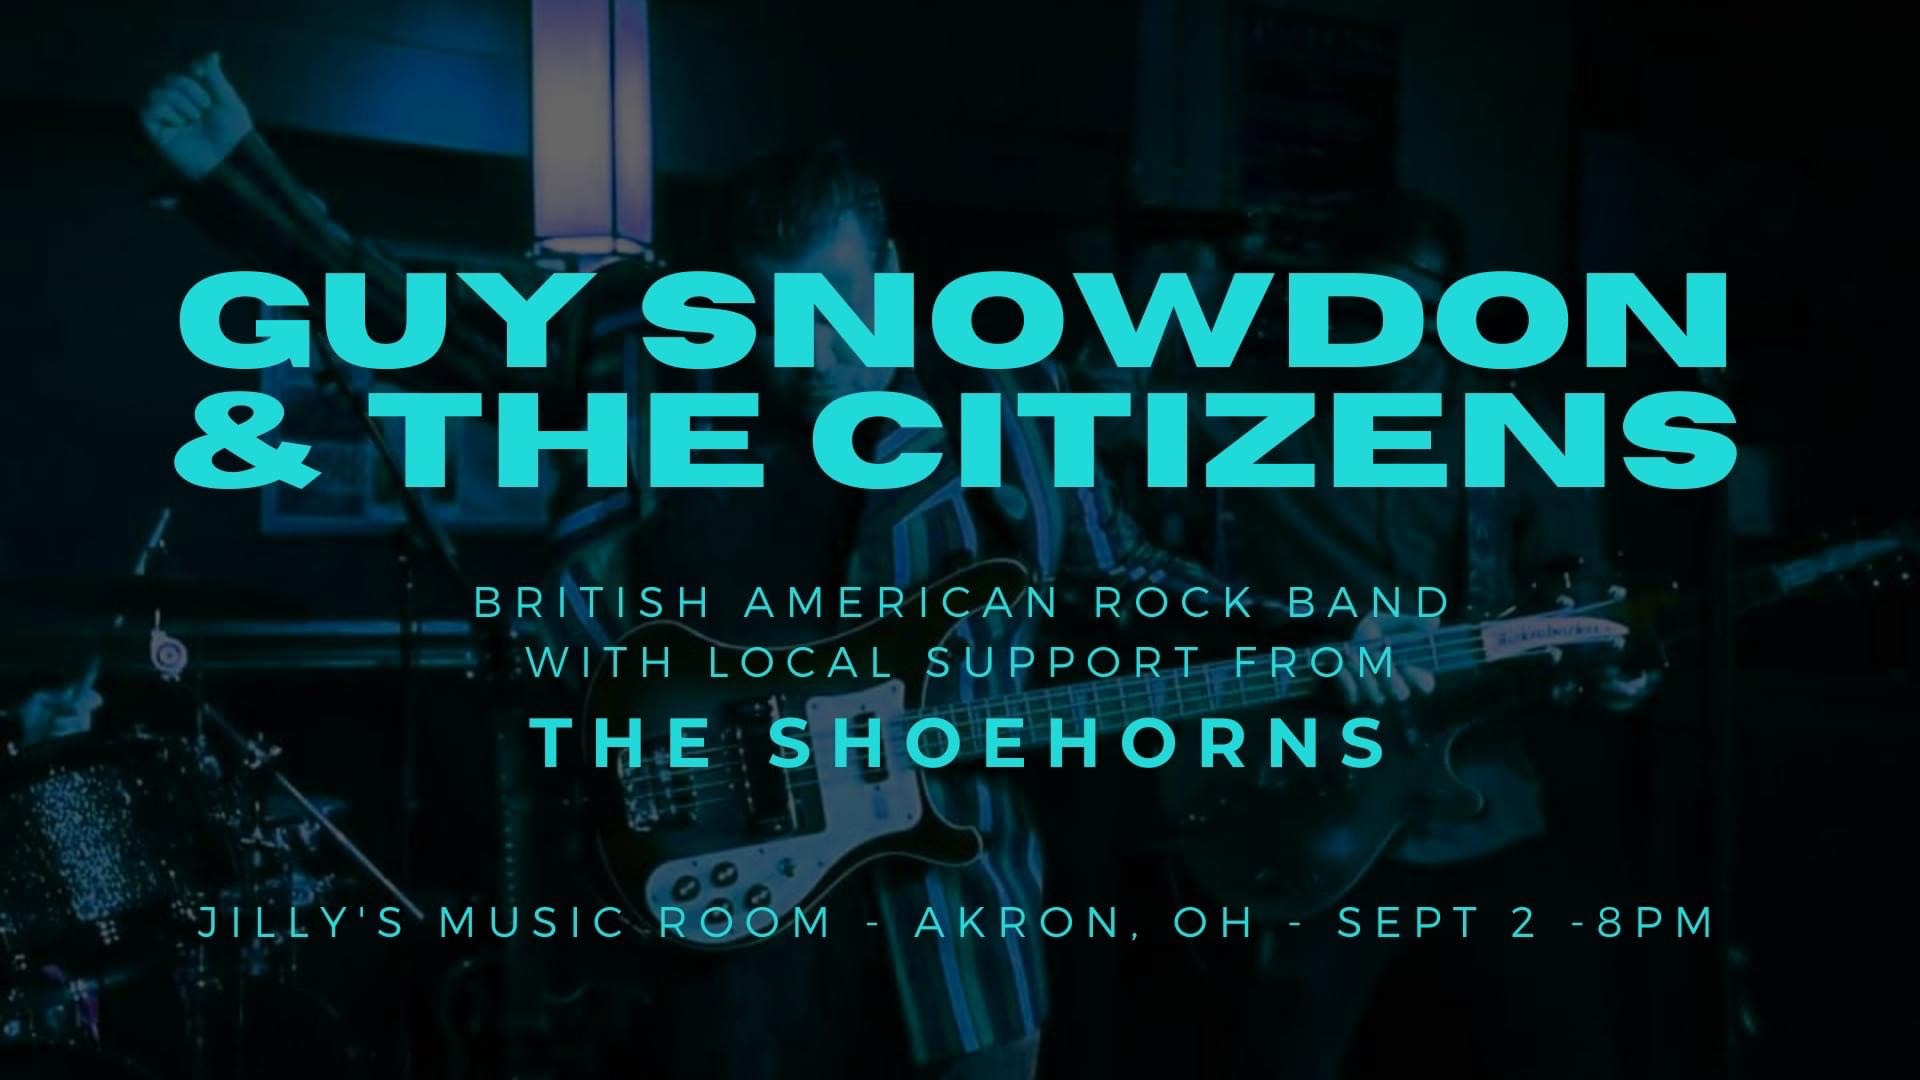 GUY SNOWDON
& THE CITIZENS
BRITISH AMERICAN ROCK BAND
WITH LOCAL SUPPORT FROM
THE SHOEHORNS
JILLY'S MUSIC ROOM - AKRON, OH - SEPT 2 -8PM